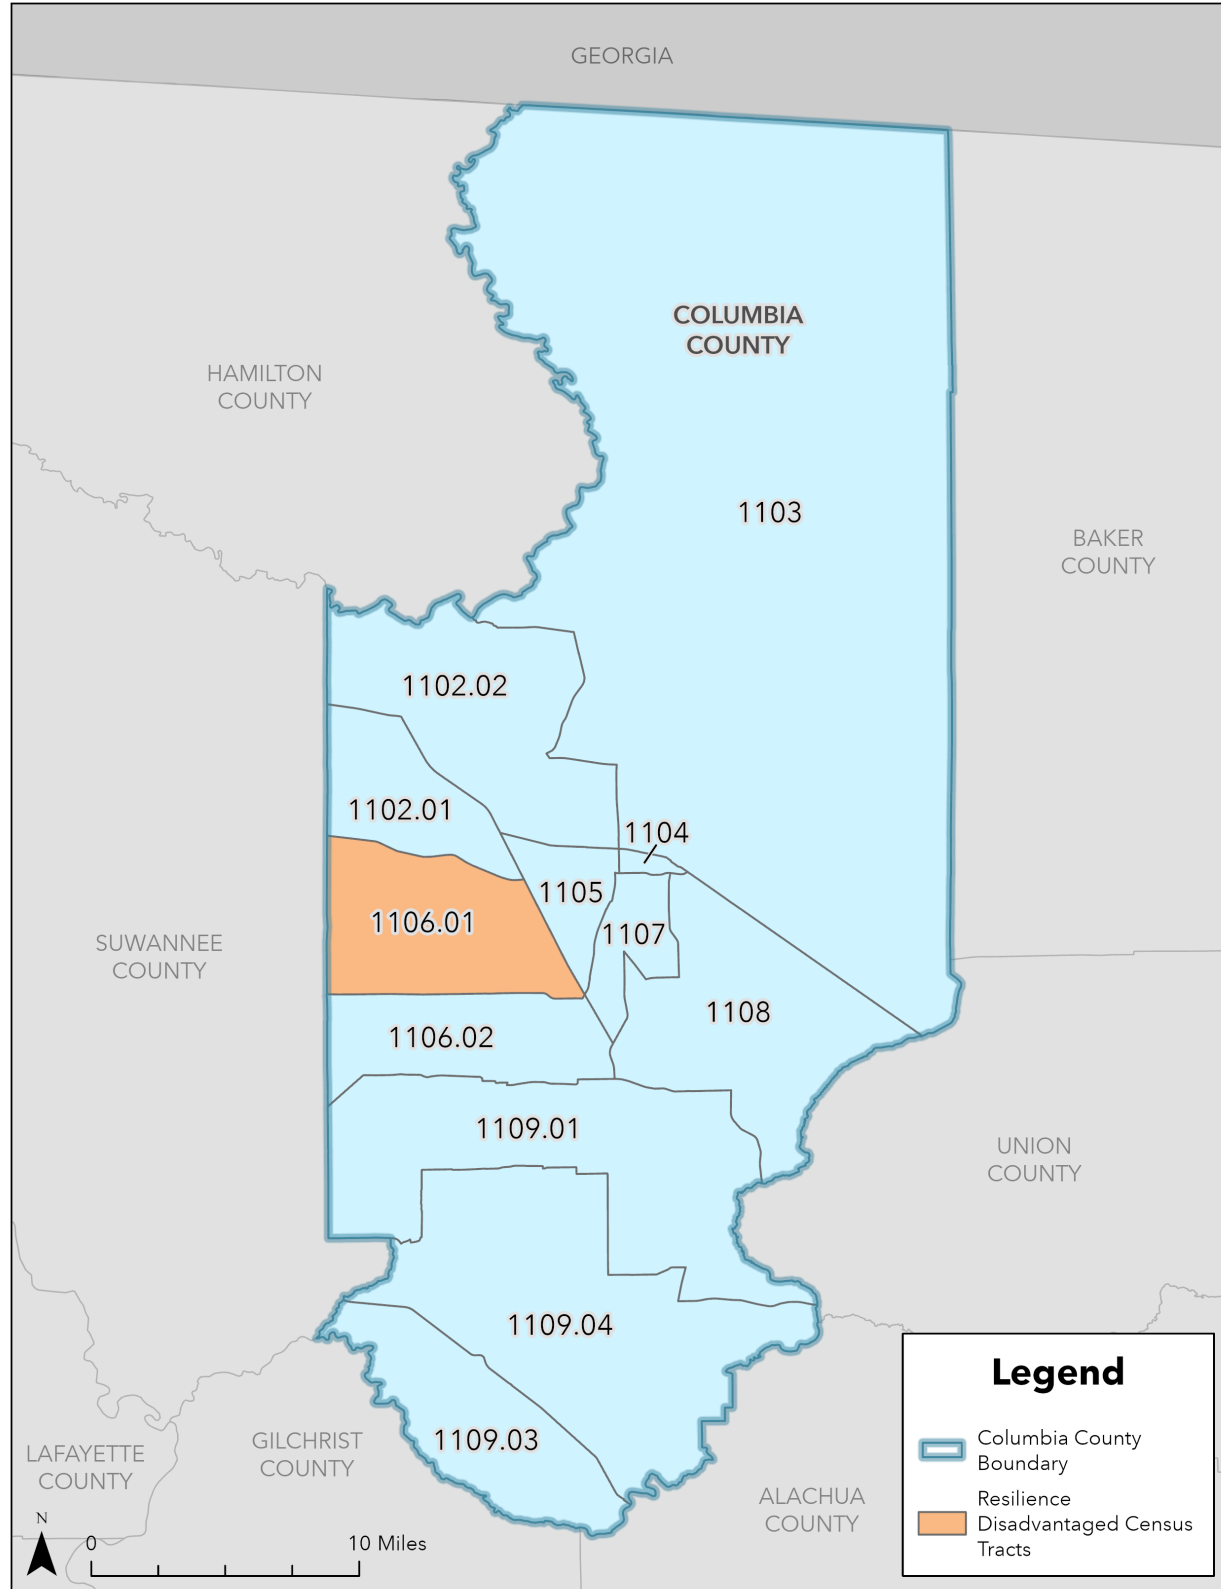 GEORGIA
COLUMBIA
COUNTY
HAMILTON
COUNTY
1103
BAKER
COUNTY
1102.02
1102.01
1104
1105
1106.01
1107
SUWANNEE
COUNTY
1108
1106.02
1109.01
UNION
COUNTY
1109.04
1109.03
GILCHRIST
COUNTY
LAFAYETTE
COUNTY
ALACHUA
COUNTY
N
0
10 Miles
Legend
Columbia County
Boundary
Resilience
Disadvantaged Census
Tracts